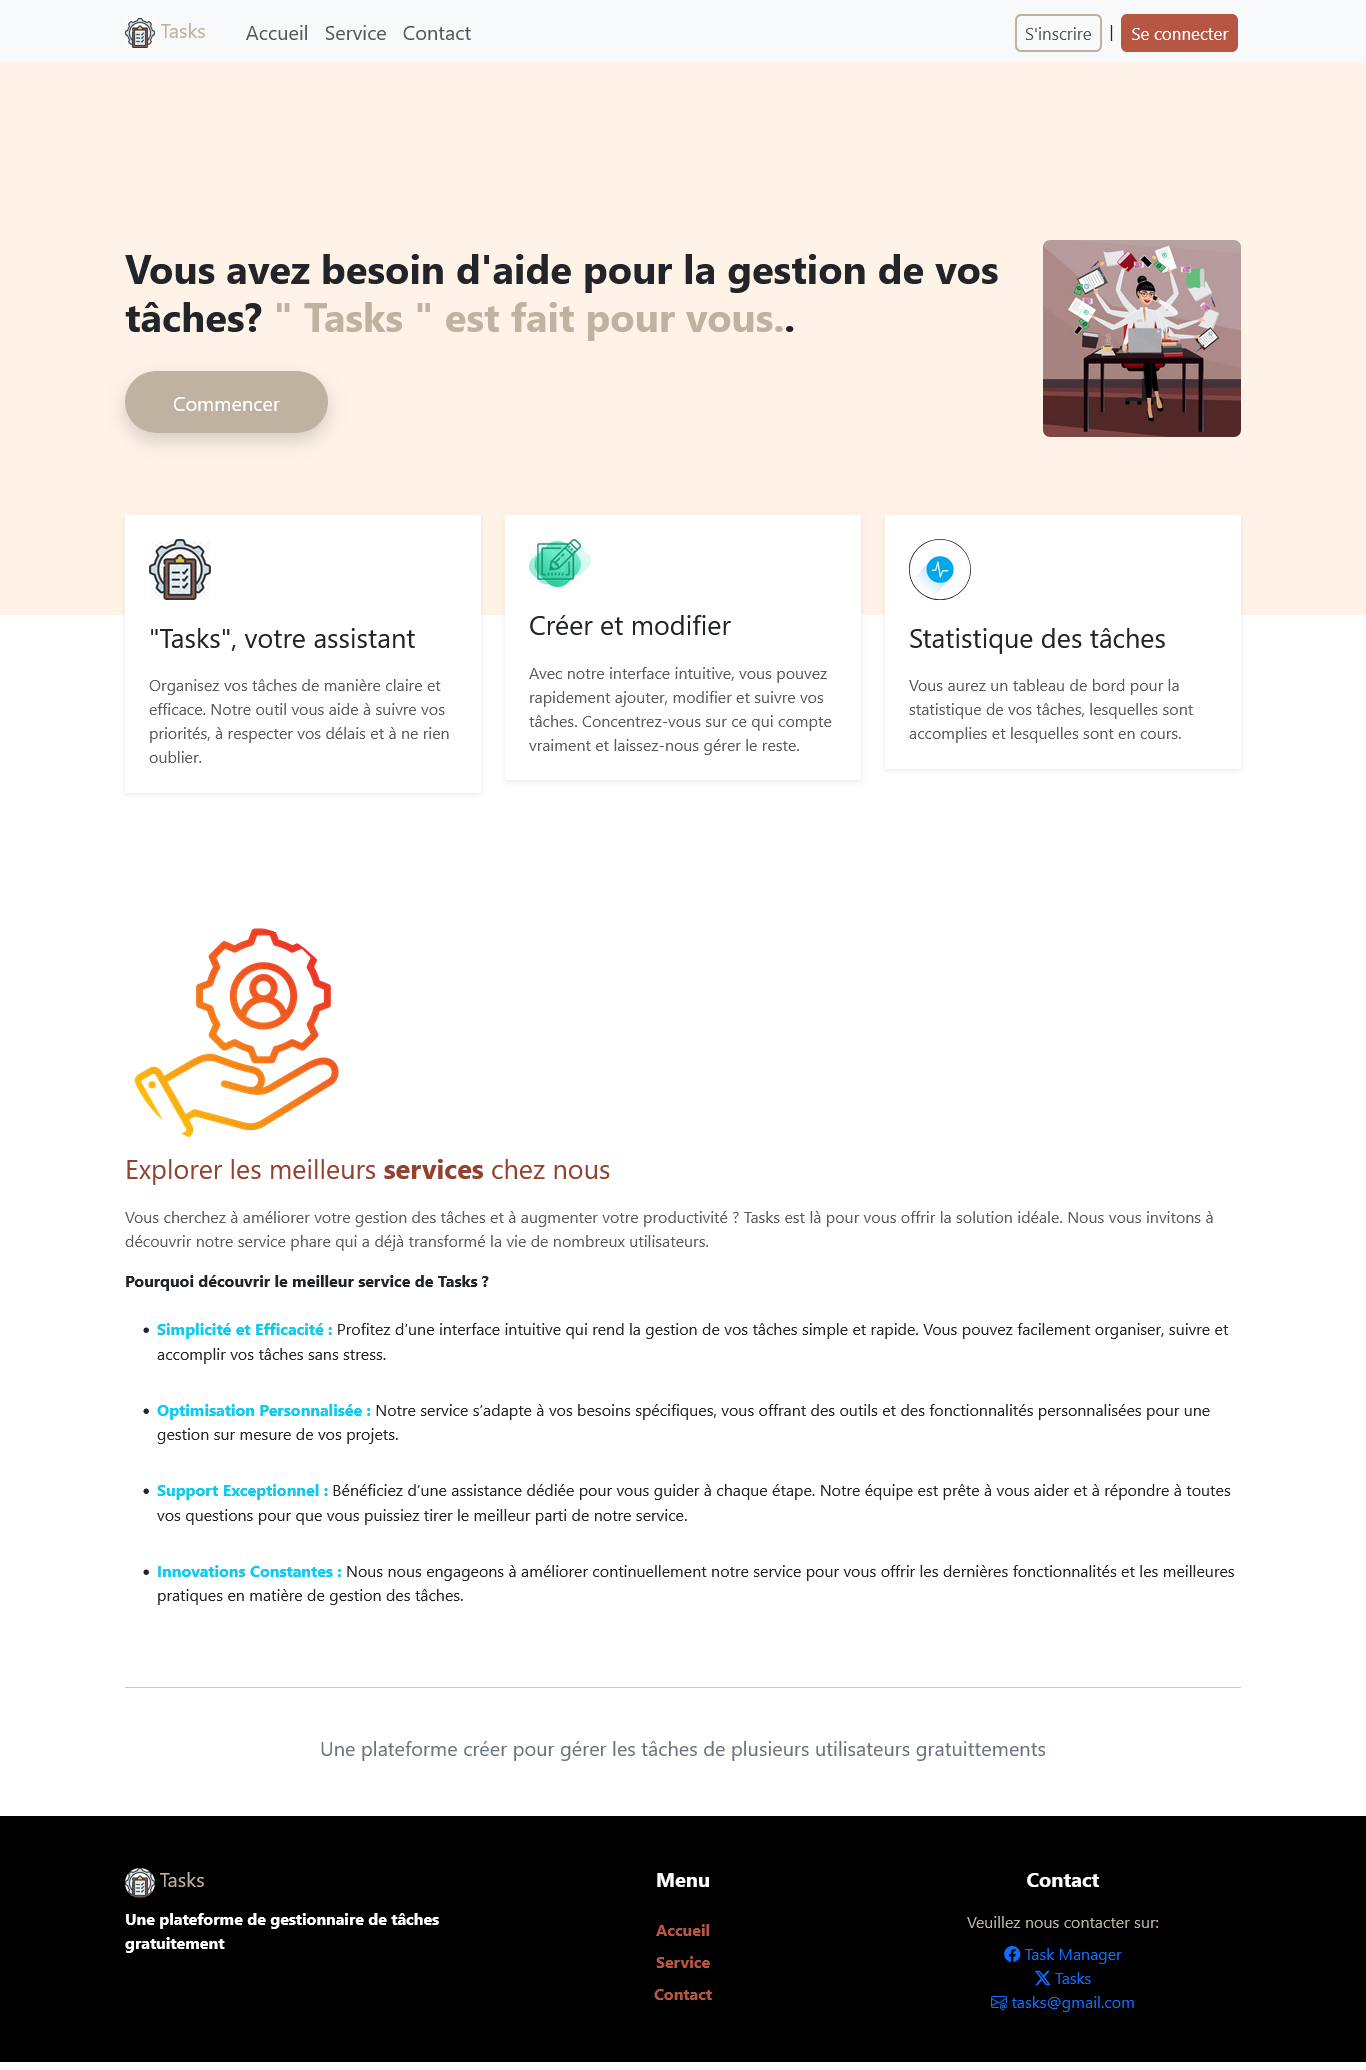 Tasks
Accueil
Service
Contact
S'inscrire
|
Se connecter
Vous avez besoin d'aide pour la gestion de vos
tâches? " Tasks " est fait pour vous..
Commencer
"Tasks", votre assistant
Organisez vos tâches de manière claire et
efficace. Notre outil vous aide à suivre vos
priorités, à respecter vos délais et à ne rien
oublier.
Créer et modifier
Avec notre interface intuitive, vous pouvez
rapidement ajouter, modifier et suivre vos
tâches. Concentrez-vous sur ce qui compte
vraiment et laissez-nous gérer le reste.
Statistique des tâches
Vous aurez un tableau de bord pour la
statistique de vos tâches, lesquelles sont
accomplies et lesquelles sont en cours.
Explorer les meilleurs services chez nous
Vous cherchez à améliorer votre gestion des tâches et à augmenter votre productivité ? Tasks est là pour vous offrir la solution idéale. Nous vous invitons à
découvrir notre service phare qui a déjà transformé la vie de nombreux utilisateurs.
Pourquoi découvrir le meilleur service de Tasks ?
• Simplicité et Efficacité : Profitez d’une interface intuitive qui rend la gestion de vos tâches simple et rapide. Vous pouvez facilement organiser, suivre et
accomplir vos tâches sans stress.
• Optimisation Personnalisée : Notre service s’adapte à vos besoins spécifiques, vous offrant des outils et des fonctionnalités personnalisées pour une
gestion sur mesure de vos projets.
• Support Exceptionnel : Bénéficiez d’une assistance dédiée pour vous guider à chaque étape. Notre équipe est prête à vous aider et à répondre à toutes
vos questions pour que vous puissiez tirer le meilleur parti de notre service.
• Innovations Constantes : Nous nous engageons à améliorer continuellement notre service pour vous offrir les dernières fonctionnalités et les meilleures
pratiques en matière de gestion des tâches.
Une plateforme créer pour gérer les tâches de plusieurs utilisateurs gratuittements
Tasks
Une plateforme de gestionnaire de tâches
gratuitement
Menu
Accueil
Service
Contact
Contact
Veuillez nous contacter sur:
Task Manager
Tasks
tasks@gmail.com